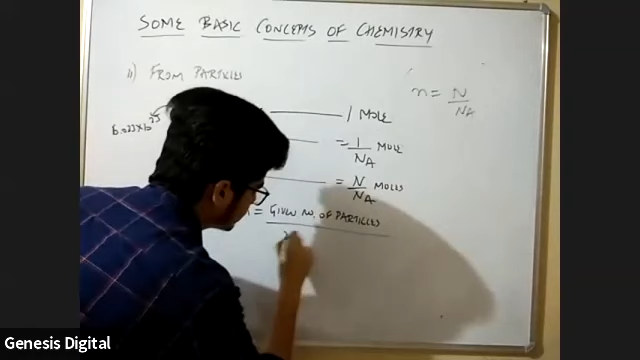 SOME BASIC CONCEPTS OF CHEMISTRY
ii) FROM PARTICLES
n = N / NA
6.022×10²³ 1 MOLE
= 1/NA MOLE
= N/NA MOLES
= GIVEN NO. OF PARTICLES
Genesis Digital